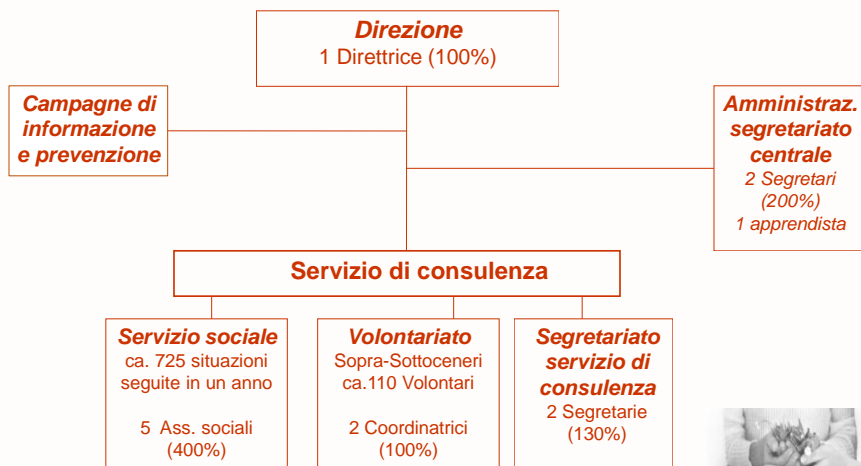 Direzione
1 Direttrice (100%)
Campagne di
informazione
e prevenzione
Amministraz.
segretariato
centrale
2 Segretari
(200%)
1 apprendista
Servizio di consulenza
Servizio sociale
ca. 725 situazioni
seguite in un anno
5 Ass. sociali
(400%)
Volontariato
Sopra-Sottoceneri
ca.110 Volontari
2 Coordinatrici
(100%)
Segretariato
servizio di
consulenza
2 Segretarie
(130%)